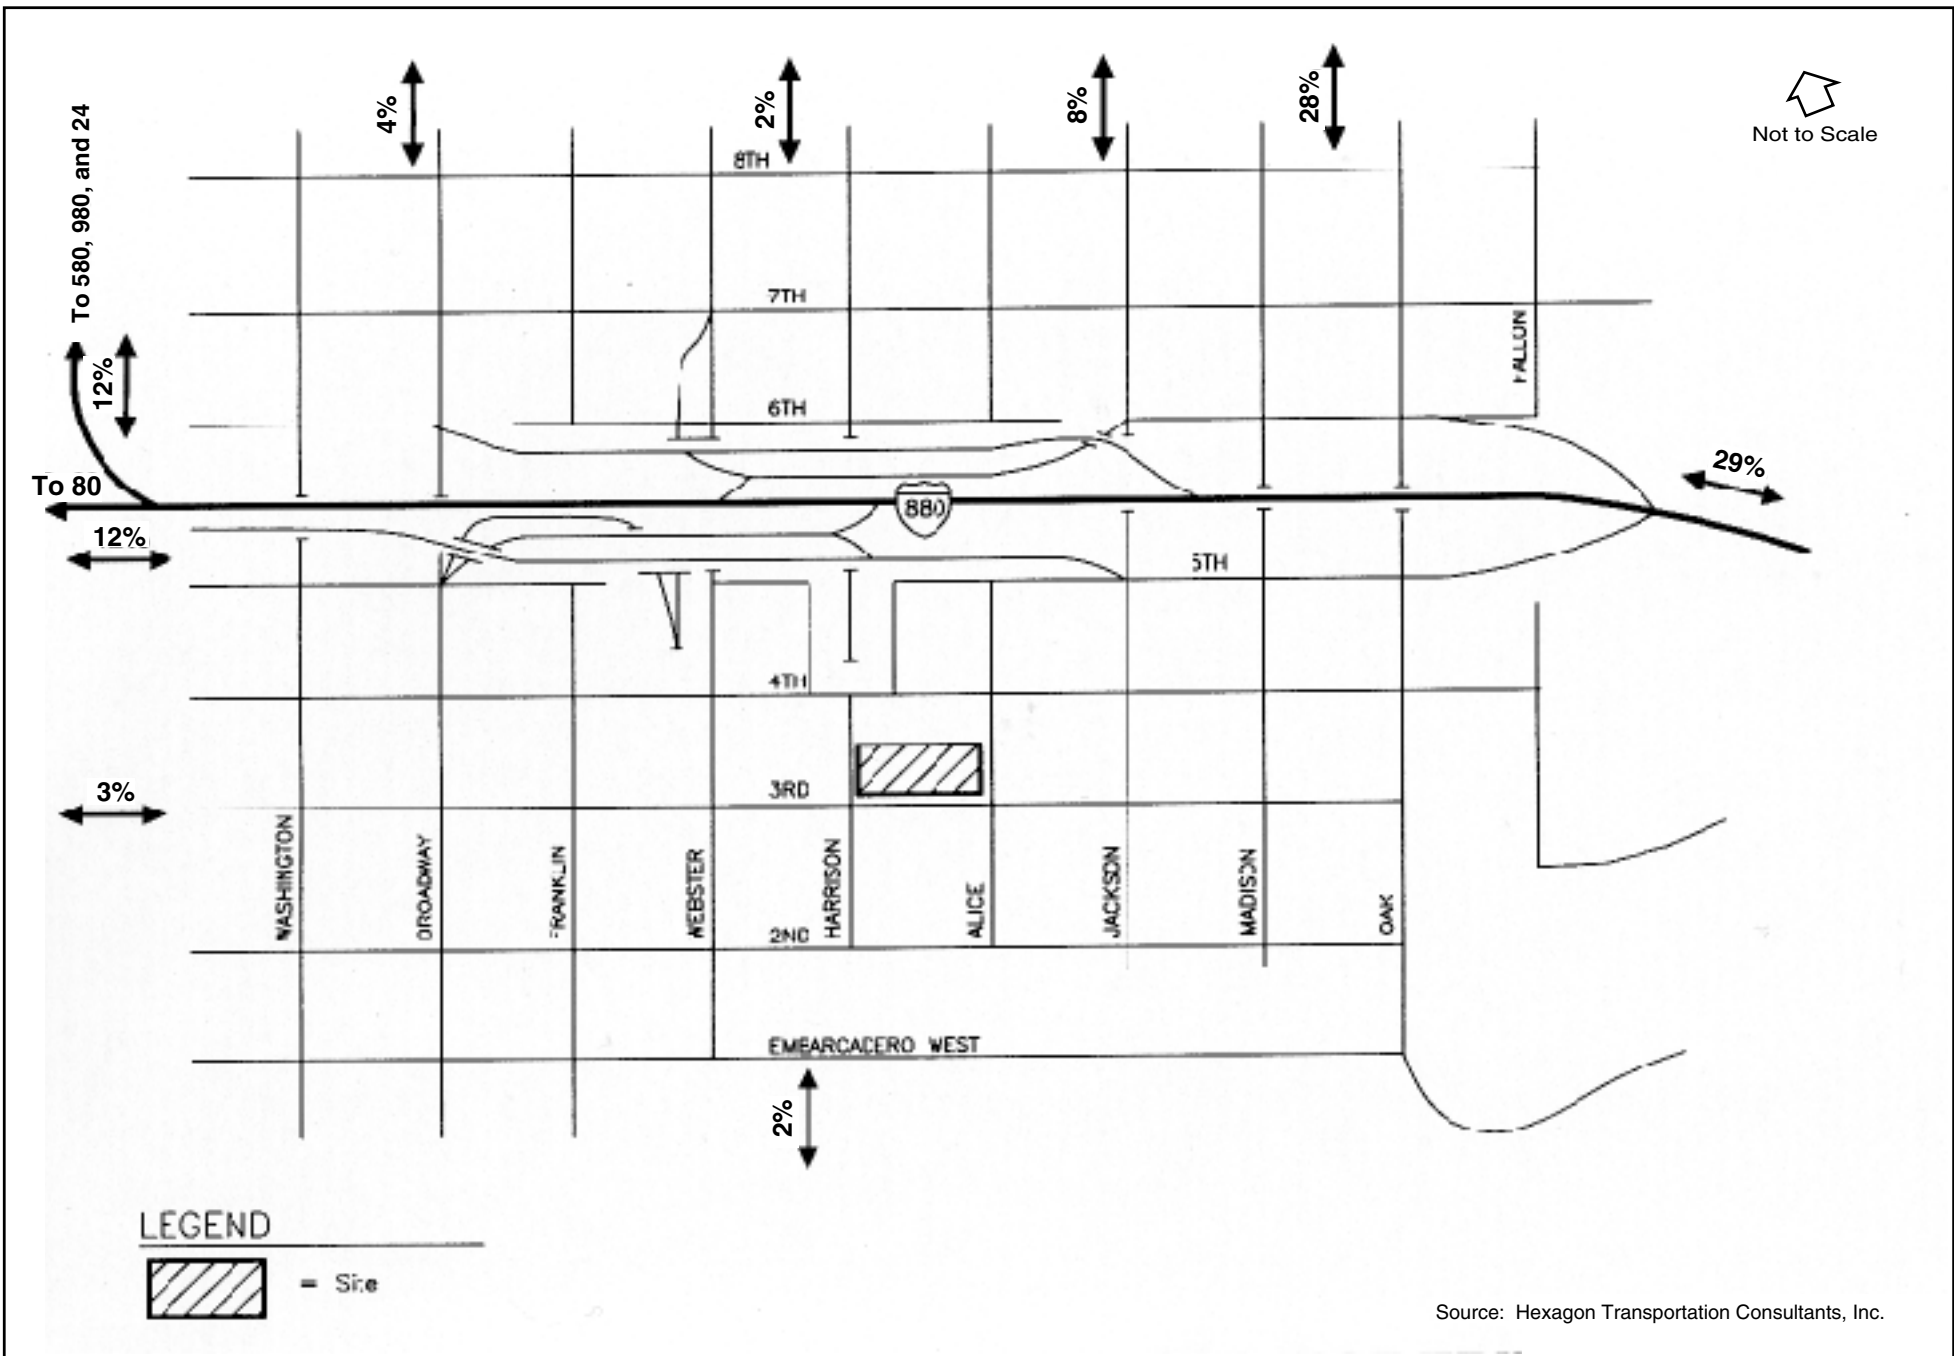 4%
2%
8%
28%
Not to Scale
To 580, 980, and 24
8TH
7TH
FALLON
12%
6TH
To 80
29%
880
12%
5TH
4TH
3%
3RD
WASHINGTON
BROADWAY
FRANKLIN
WEBSTER
HARRISON
ALICE
JACKSON
MADISON
OAK
2ND
EMBARCADERO WEST
2%
LEGEND
= Site
Source: Hexagon Transportation Consultants, Inc.